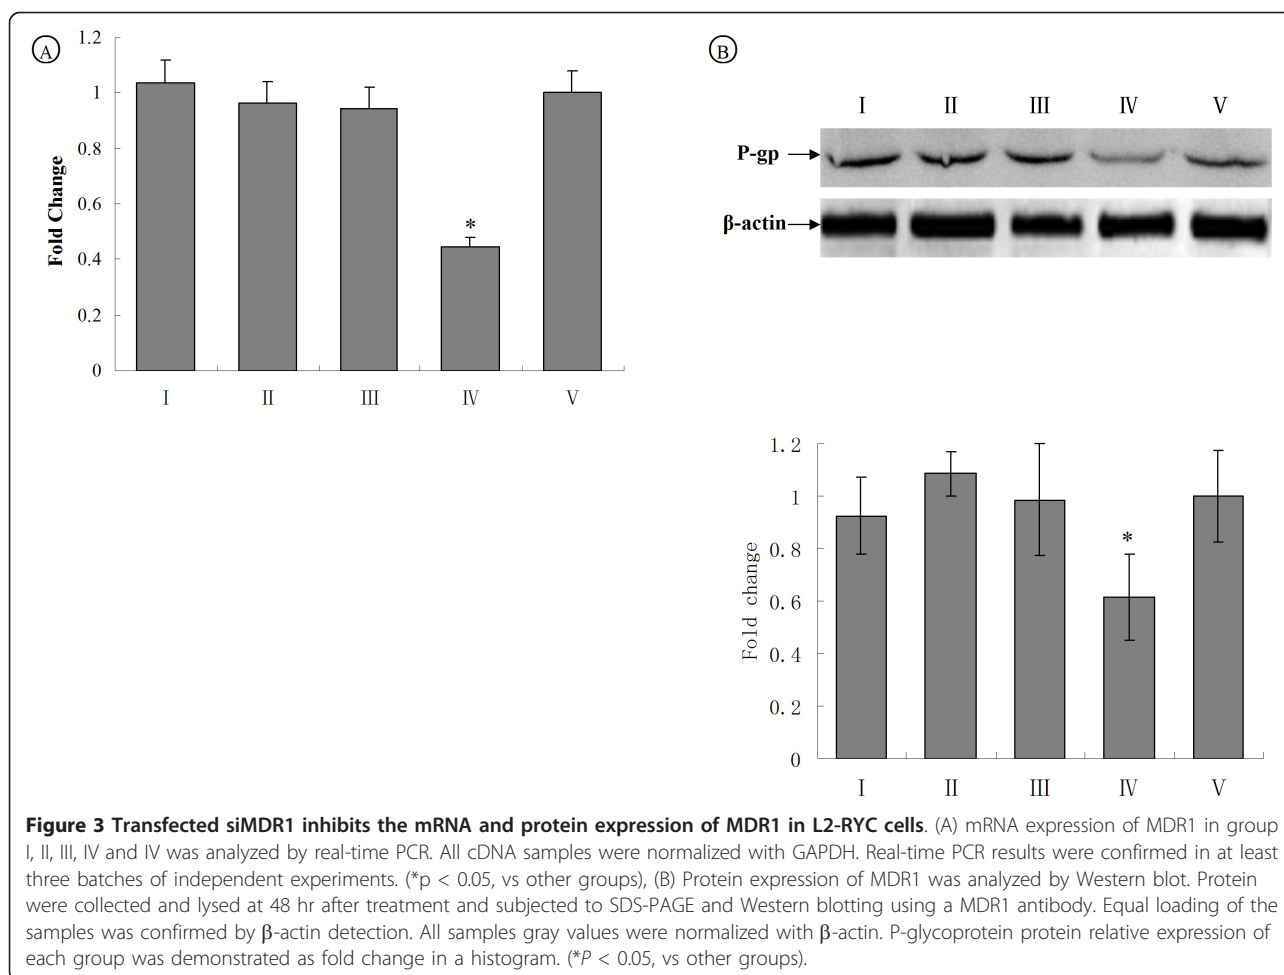 A
1.2
1
0.8
0.6
0.4
0.2
0
Fold Change
*
I II III IV V
B
I II III IV V
P-gp
β-actin
1.2
1
0.8
0.6
0.4
0.2
0
Fold change
*
I II III IV V
Figure 3 Transfected siMDR1 inhibits the mRNA and protein expression of MDR1 in L2-RYC cells. (A) mRNA expression of MDR1 in group
I, II, III, IV and IV was analyzed by real-time PCR. All cDNA samples were normalized with GAPDH. Real-time PCR results were confirmed in at least
three batches of independent experiments. (*p < 0.05, vs other groups), (B) Protein expression of MDR1 was analyzed by Western blot. Protein
were collected and lysed at 48 hr after treatment and subjected to SDS-PAGE and Western blotting using a MDR1 antibody. Equal loading of the
samples was confirmed by β-actin detection. All samples gray values were normalized with β-actin. P-glycoprotein protein relative expression of
each group was demonstrated as fold change in a histogram. (*P < 0.05, vs other groups).